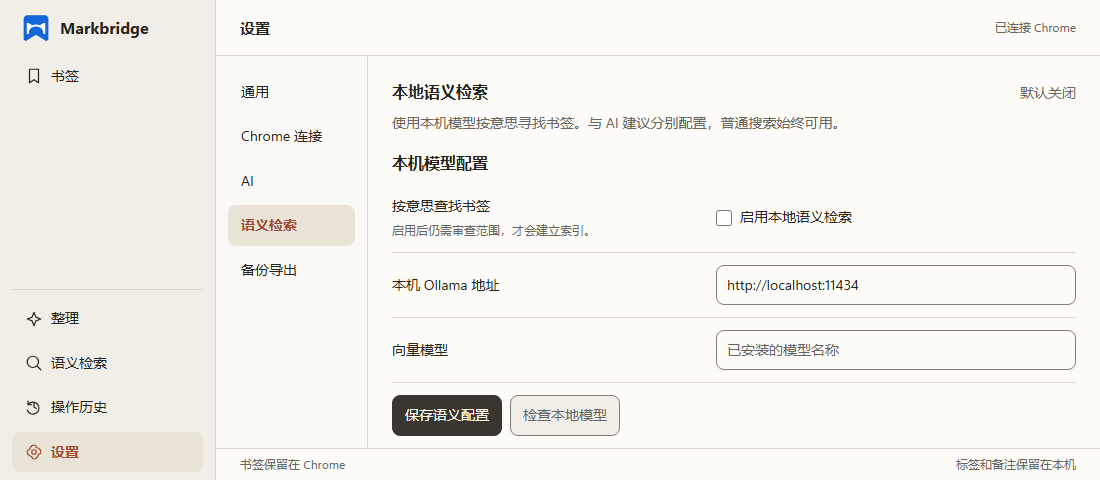 Markbridge
书签
整理
语义检索
操作历史
设置
设置
已连接 Chrome
通用
Chrome 连接
AI
语义检索
备份导出
本地语义检索
默认关闭
使用本机模型按意思寻找书签。与 AI 建议分别配置，普通搜索始终可用。
本机模型配置
按意思查找书签
启用后仍需审查范围，才会建立索引。
启用本地语义检索
本机 Ollama 地址
http://localhost:11434
向量模型
已安装的模型名称
保存语义配置
检查本地模型
书签保留在 Chrome
标签和备注保留在本机